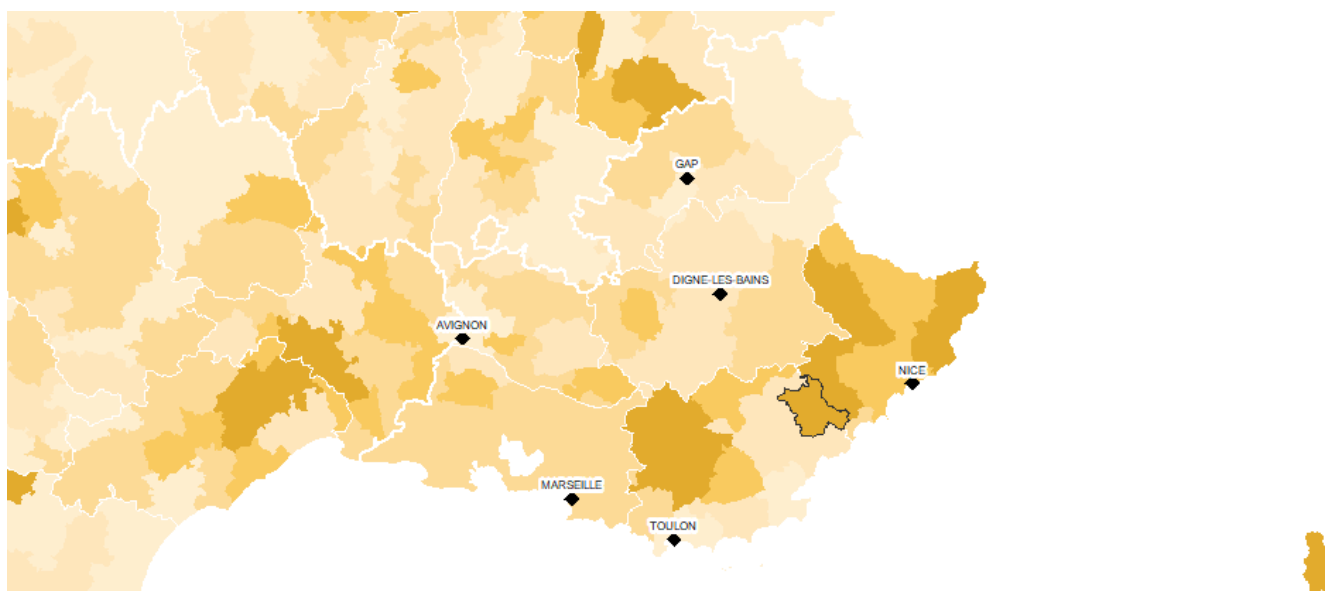 GAP
DIGNE-LES-BAINS
AVIGNON
NICE
MARSEILLE
TOULON